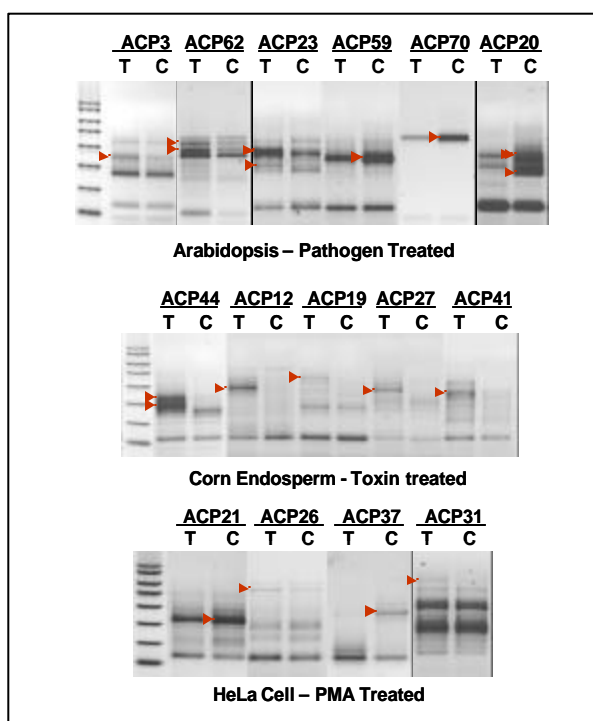 ACP3 ACP62 ACP23 ACP59 ACP70 ACP20
T C T C T C T C T C T C
Arabidopsis – Pathogen Treated
ACP44 ACP12 ACP19 ACP27 ACP41
T C T C T C T C T C
Corn Endosperm - Toxin treated
ACP21 ACP26 ACP37 ACP31
T C T C T C T C
HeLa Cell – PMA Treated